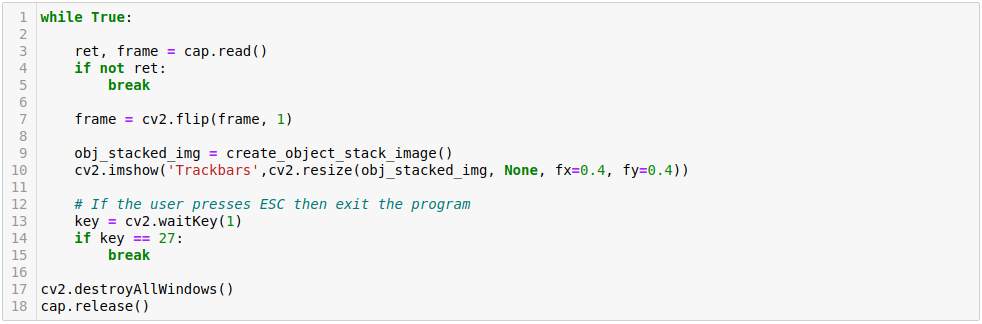 1 while True:
2
3     ret, frame = cap.read()
4     if not ret:
5         break
6
7     frame = cv2.flip(frame, 1)
8
9     obj_stacked_img = create_object_stack_image()
10     cv2.imshow('Trackbars',cv2.resize(obj_stacked_img, None, fx=0.4, fy=0.4))
11
12     # If the user presses ESC then exit the program
13     key = cv2.waitKey(1)
14     if key == 27:
15         break
16
17 cv2.destroyAllWindows()
18 cap.release()